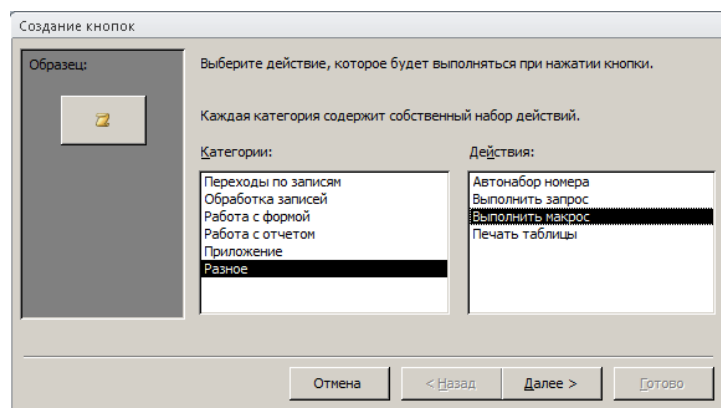 Создание кнопок
Образец:
Выберите действие, которое будет выполняться при нажатии кнопки.
Каждая категория содержит собственный набор действий.
Категории:
Действия:
Переходы по записям
Обработка записей
Работа с формой
Работа с отчетом
Приложение
Разное
Автонабор номера
Выполнить запрос
Выполнить макрос
Печать таблицы
Отмена
< Назад
Далее >
Готово